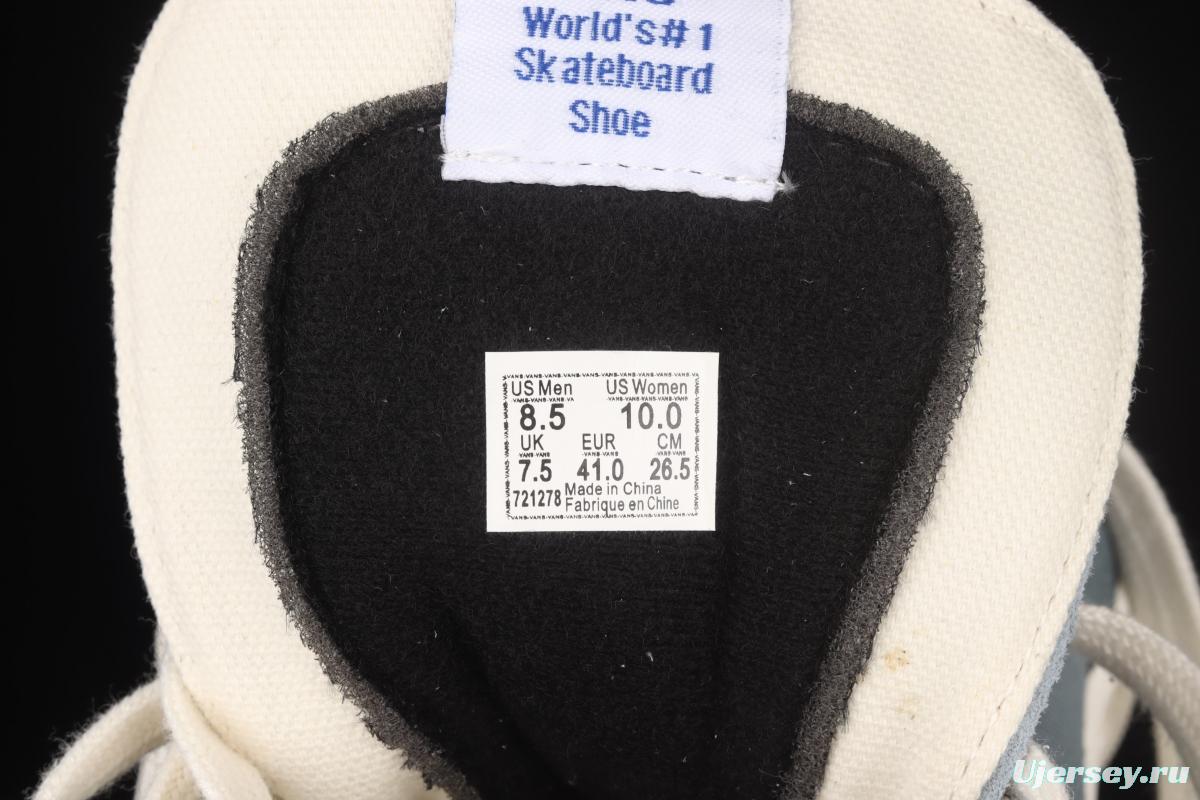 World's#1
Skateboard
Shoe
US Men US Women
8.5 10.0
UK EUR CM
7.5 41.0 26.5
721278 Made in China
Fabrique en Chine
Ujersey.ru